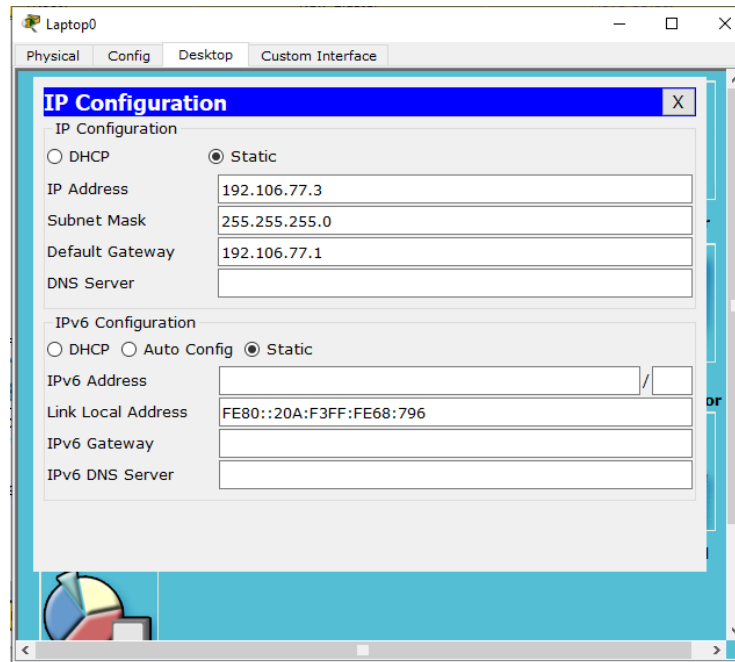 Laptop0
Physical Config Desktop Custom Interface
IP Configuration X
IP Configuration
DHCP Static
IP Address 192.106.77.3
Subnet Mask 255.255.255.0
Default Gateway 192.106.77.1
DNS Server
IPv6 Configuration
DHCP Auto Config Static
IPv6 Address /
Link Local Address FE80::20A:F3FF:FE68:796
IPv6 Gateway
IPv6 DNS Server
or